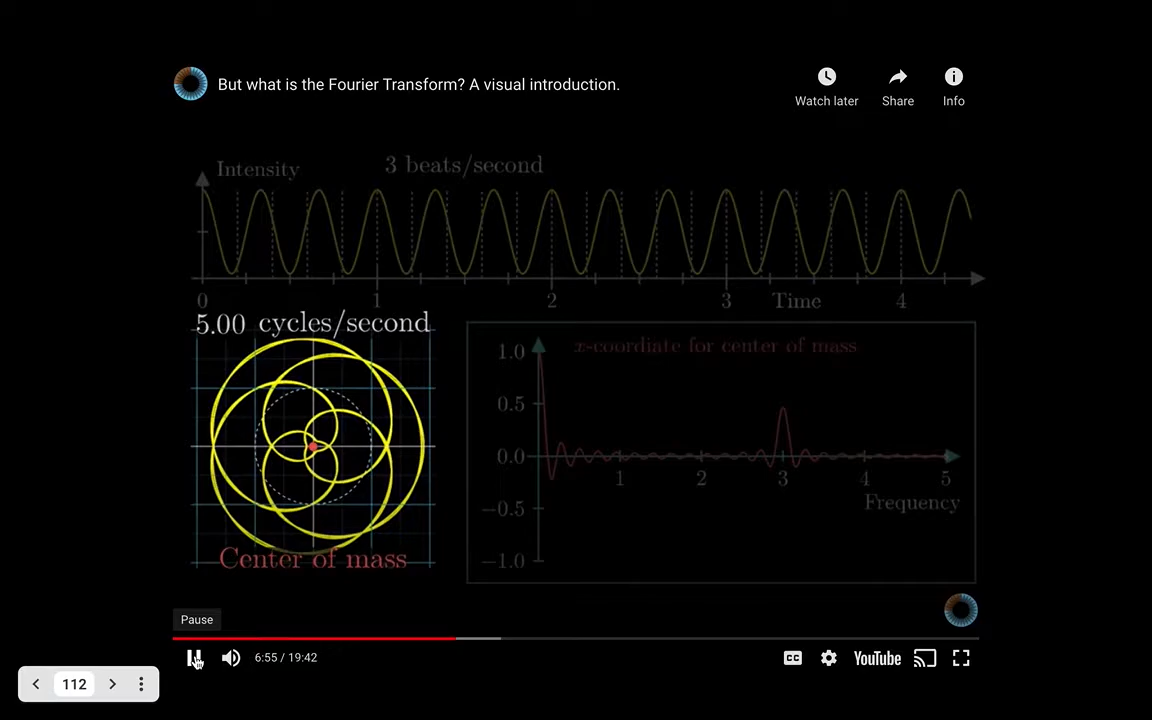 But what is the Fourier Transform? A visual introduction.
Watch later
Share
Info
Intensity
3 beats/second
0 1 2 3 Time 4
5.00 cycles/second
Center of mass
x-coordiate for center of mass
1.0
0.5
0.0
−0.5
−1.0
1 2 3 4 5
Frequency
Pause
6:55 / 19:42
CC
YouTube
112